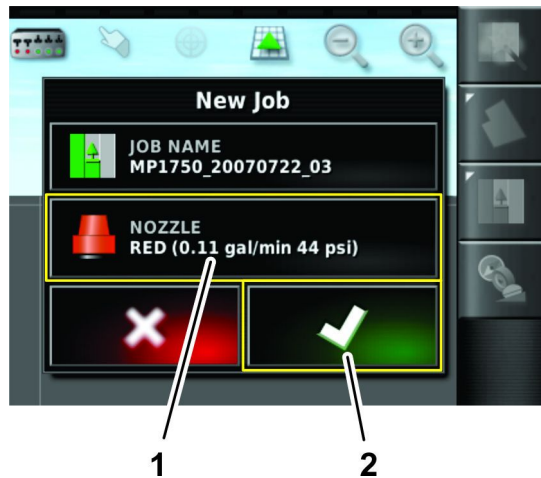 New Job
JOB NAME
MP1750_20070722_03
NOZZLE
RED (0.11 gal/min 44 psi)
1
2